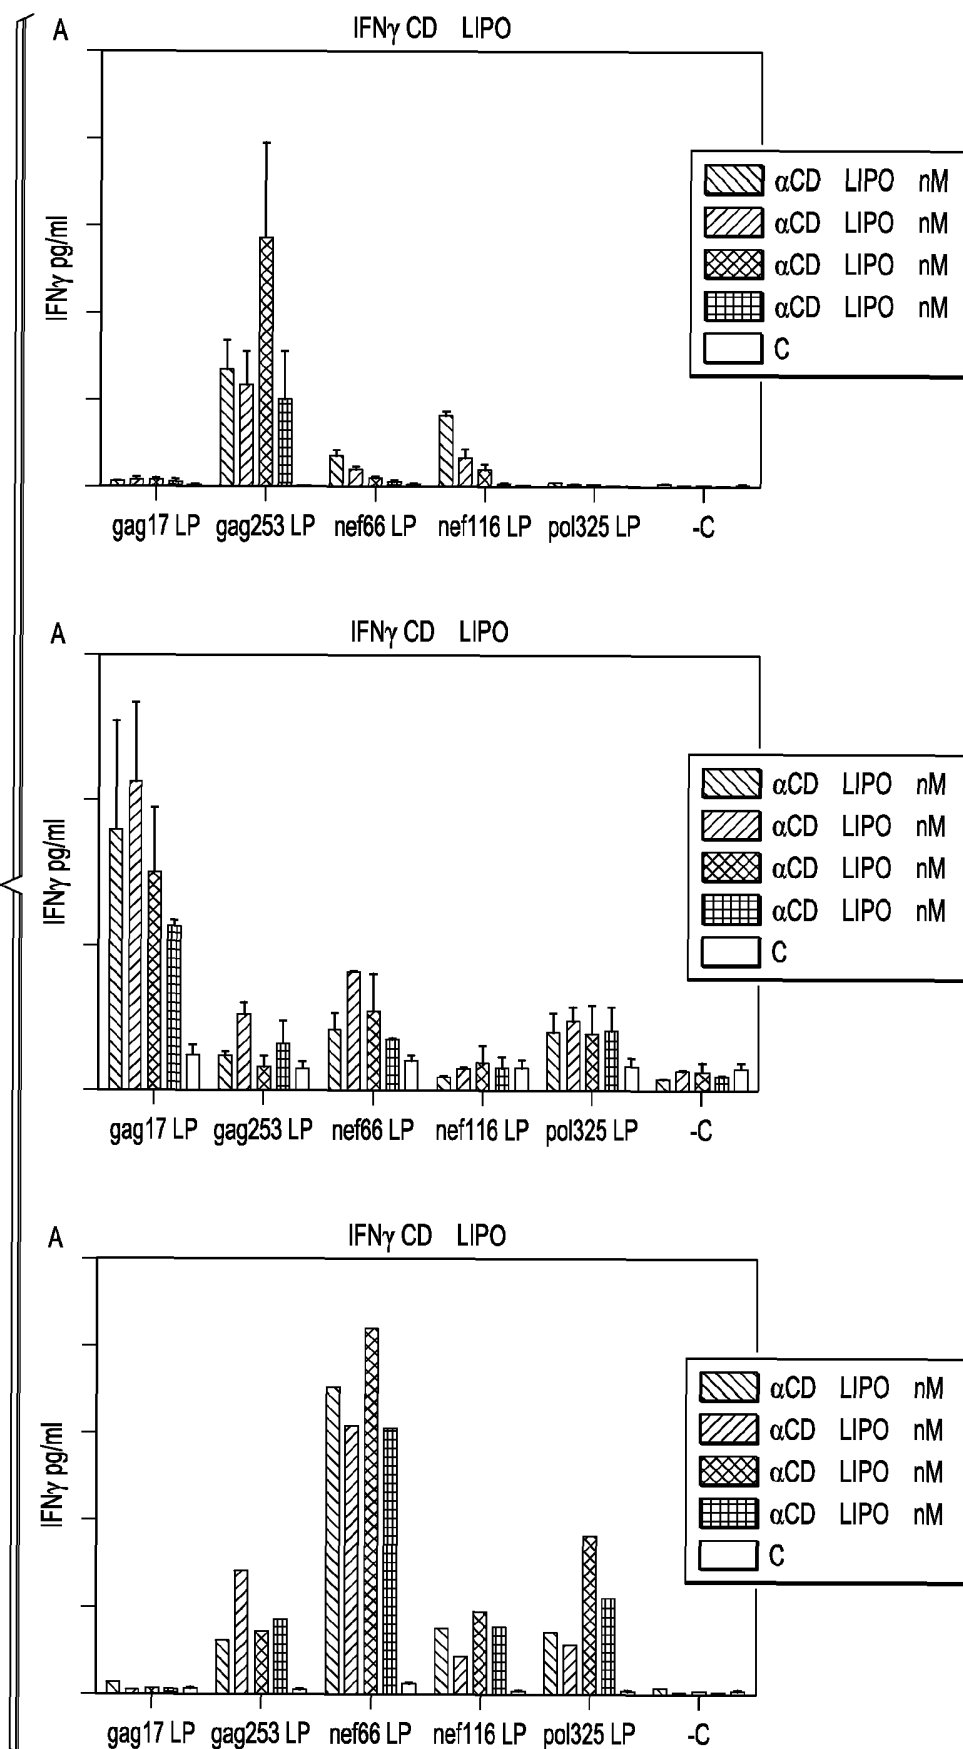 A IFNγ CD LIPO
IFNγ pg/ml
αCD LIPO nM
αCD LIPO nM
αCD LIPO nM
αCD LIPO nM
C
gag17 LP gag253 LP nef66 LP nef116 LP pol325 LP -C
A IFNγ CD LIPO
IFNγ pg/ml
αCD LIPO nM
αCD LIPO nM
αCD LIPO nM
αCD LIPO nM
C
gag17 LP gag253 LP nef66 LP nef116 LP pol325 LP -C
A IFNγ CD LIPO
IFNγ pg/ml
αCD LIPO nM
αCD LIPO nM
αCD LIPO nM
αCD LIPO nM
C
gag17 LP gag253 LP nef66 LP nef116 LP pol325 LP -C